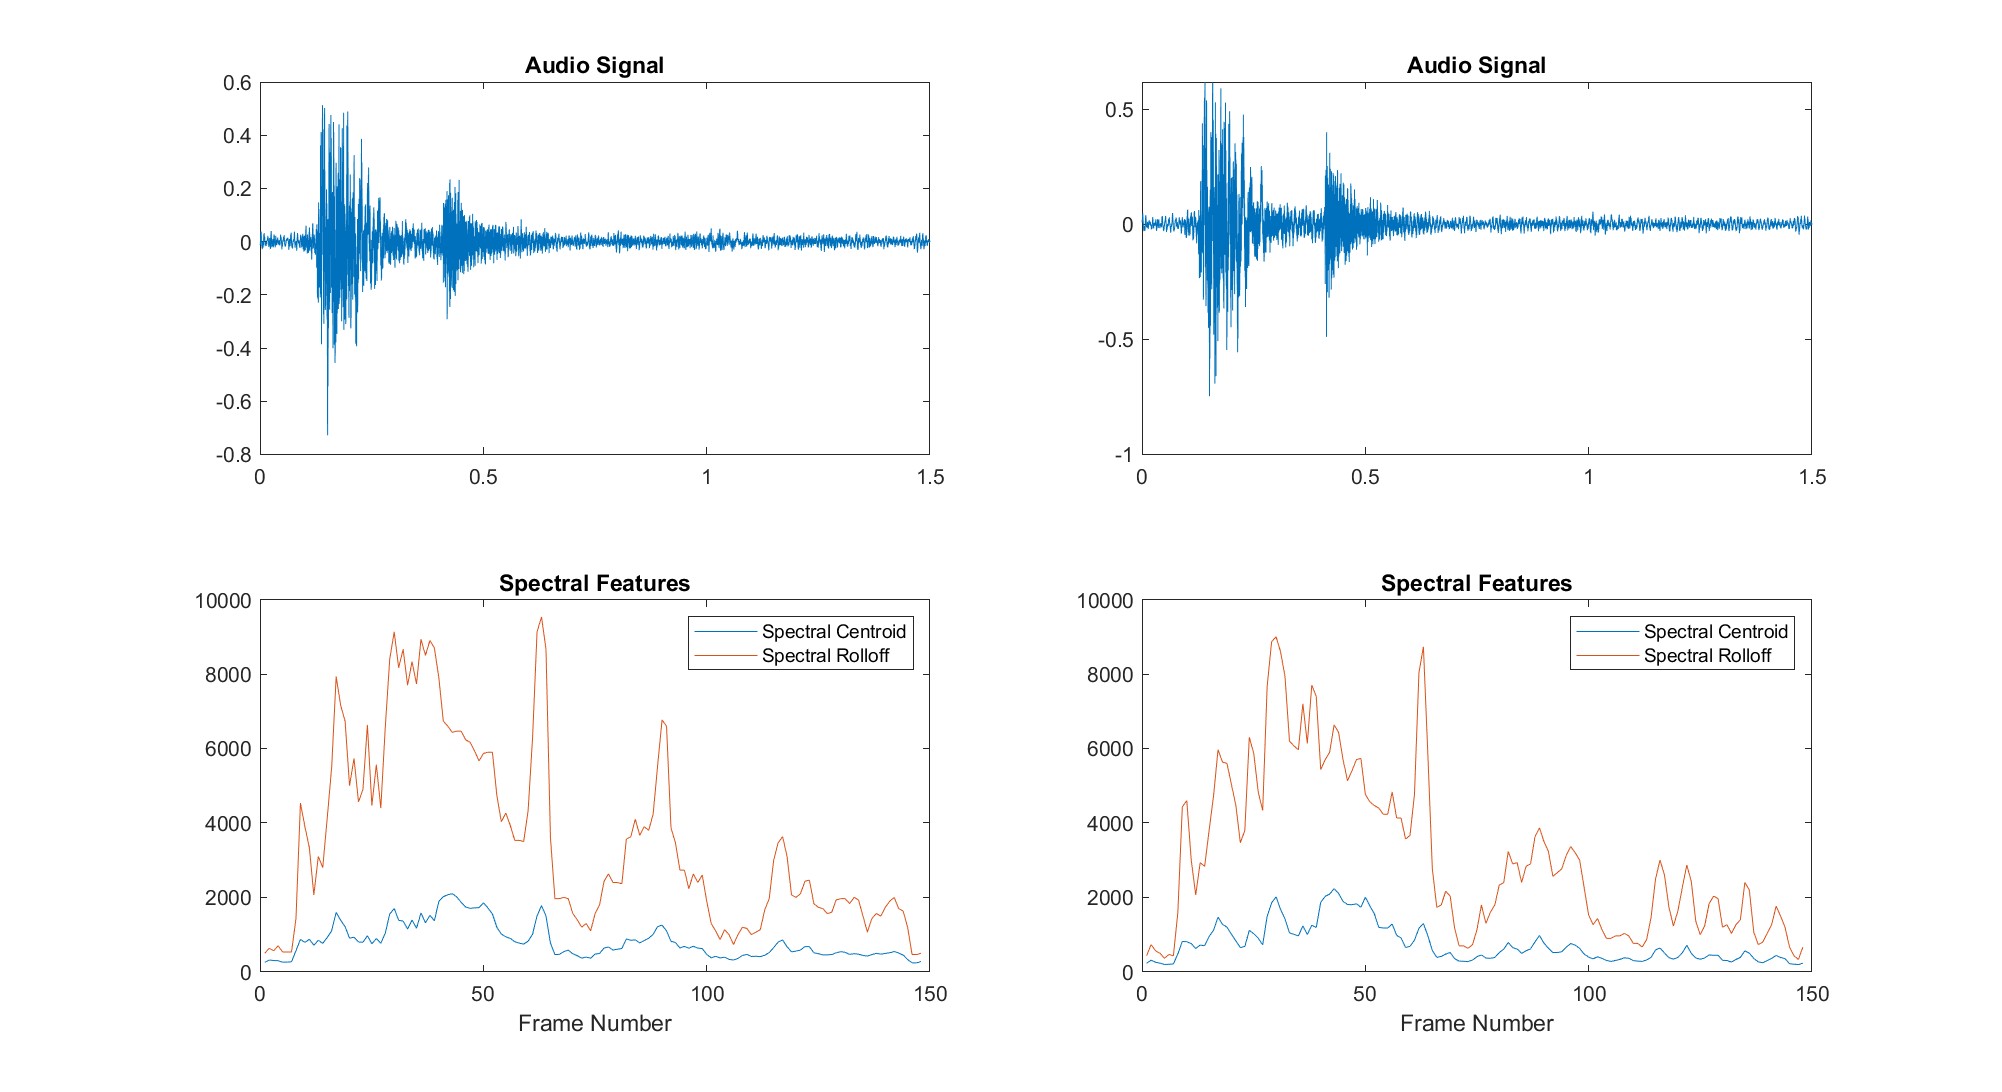 Audio Signal
0.6
0.4
0.2
0
-0.2
-0.4
-0.6
-0.8
0 0.5 1 1.5
Audio Signal
0.5
0
-0.5
-1
0 0.5 1 1.5
Spectral Features
10000
8000
6000
4000
2000
0
Spectral Centroid
Spectral Rolloff
0 50 100 150
Frame Number
Spectral Features
10000
8000
6000
4000
2000
0
Spectral Centroid
Spectral Rolloff
0 50 100 150
Frame Number